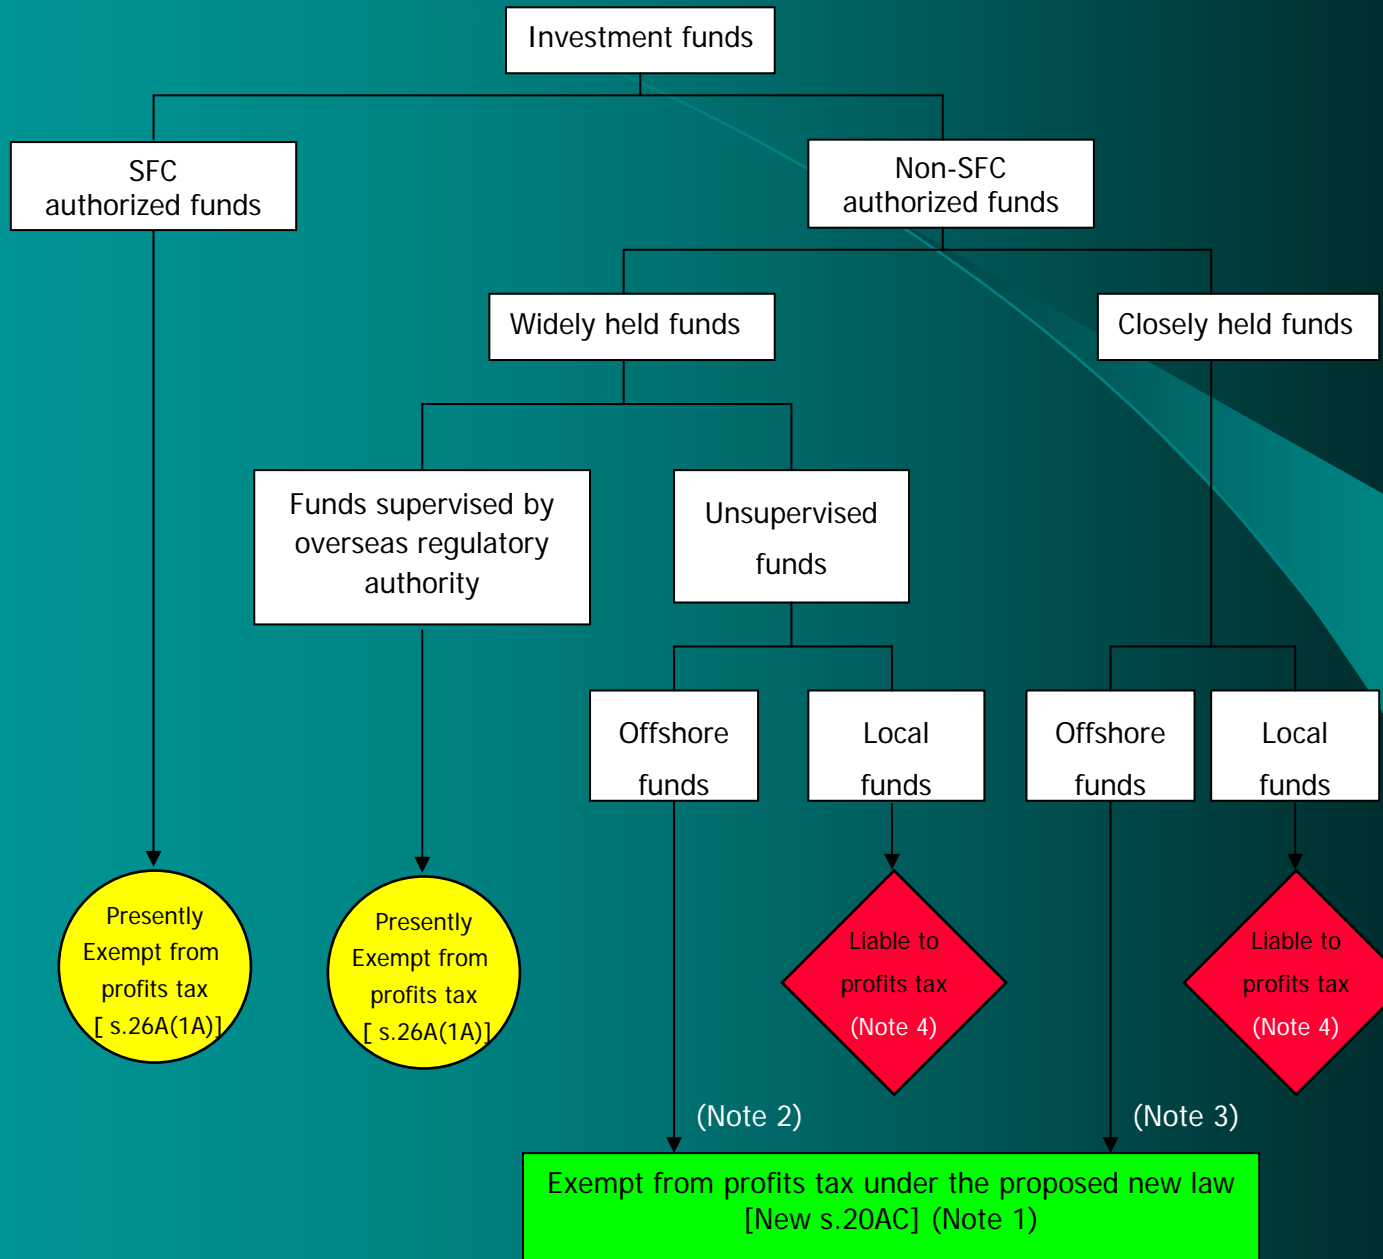 Investment funds
SFC
authorized funds
Non-SFC
authorized funds
Widely held funds
Closely held funds
Funds supervised by
overseas regulatory
authority
Unsupervised
funds
Offshore
funds
Local
funds
Offshore
funds
Local
funds
Presently
Exempt from
profits tax
[ s.26A(1A)]
Presently
Exempt from
profits tax
[ s.26A(1A)]
Liable to
profits tax
(Note 4)
Liable to
profits tax
(Note 4)
(Note 2)
(Note 3)
Exempt from profits tax under the proposed new law
[New s.20AC] (Note 1)